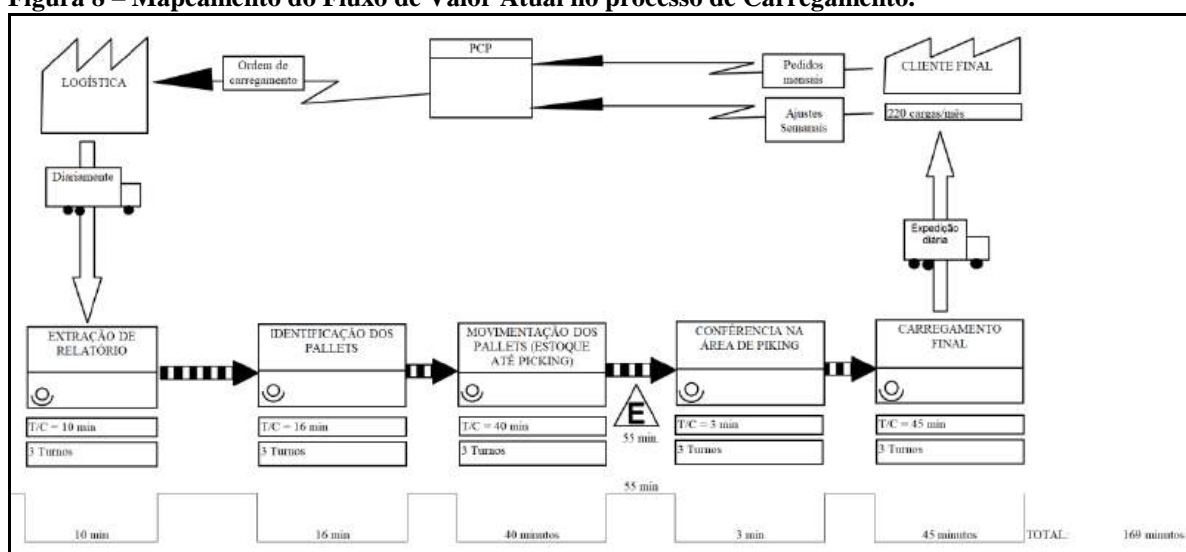 Figura 8 – Mapeamento do Fluxo de Valor Atual no processo de Carregamento.
LOGÍSTICA
Ordem de
carregamento
PCP
Pedidos
mensais
Ajustes
Semanais
CLIENTE FINAL
220 cargas/mês
Diariamente
Expedição
diária
EXTRAÇÃO DE
RELATÓRIO
T/C = 10 min
3 Turnos
IDENTIFICAÇÃO DOS
PALLETS
T/C = 16 min
3 Turnos
MOVIMENTAÇÃO DOS
PALLETS (ESTOQUE
ATÉ PICKING)
T/C = 40 min
3 Turnos
E
55 min.
CONFÊRENCIA NA
ÁREA DE PIKING
T/C = 3 min
3 Turnos
CARREGAMENTO
FINAL
T/C = 45 min
3 Turnos
55 min
10 min
16 min
40 minutos
3 min
45 minutos
TOTAL: 169 minutos